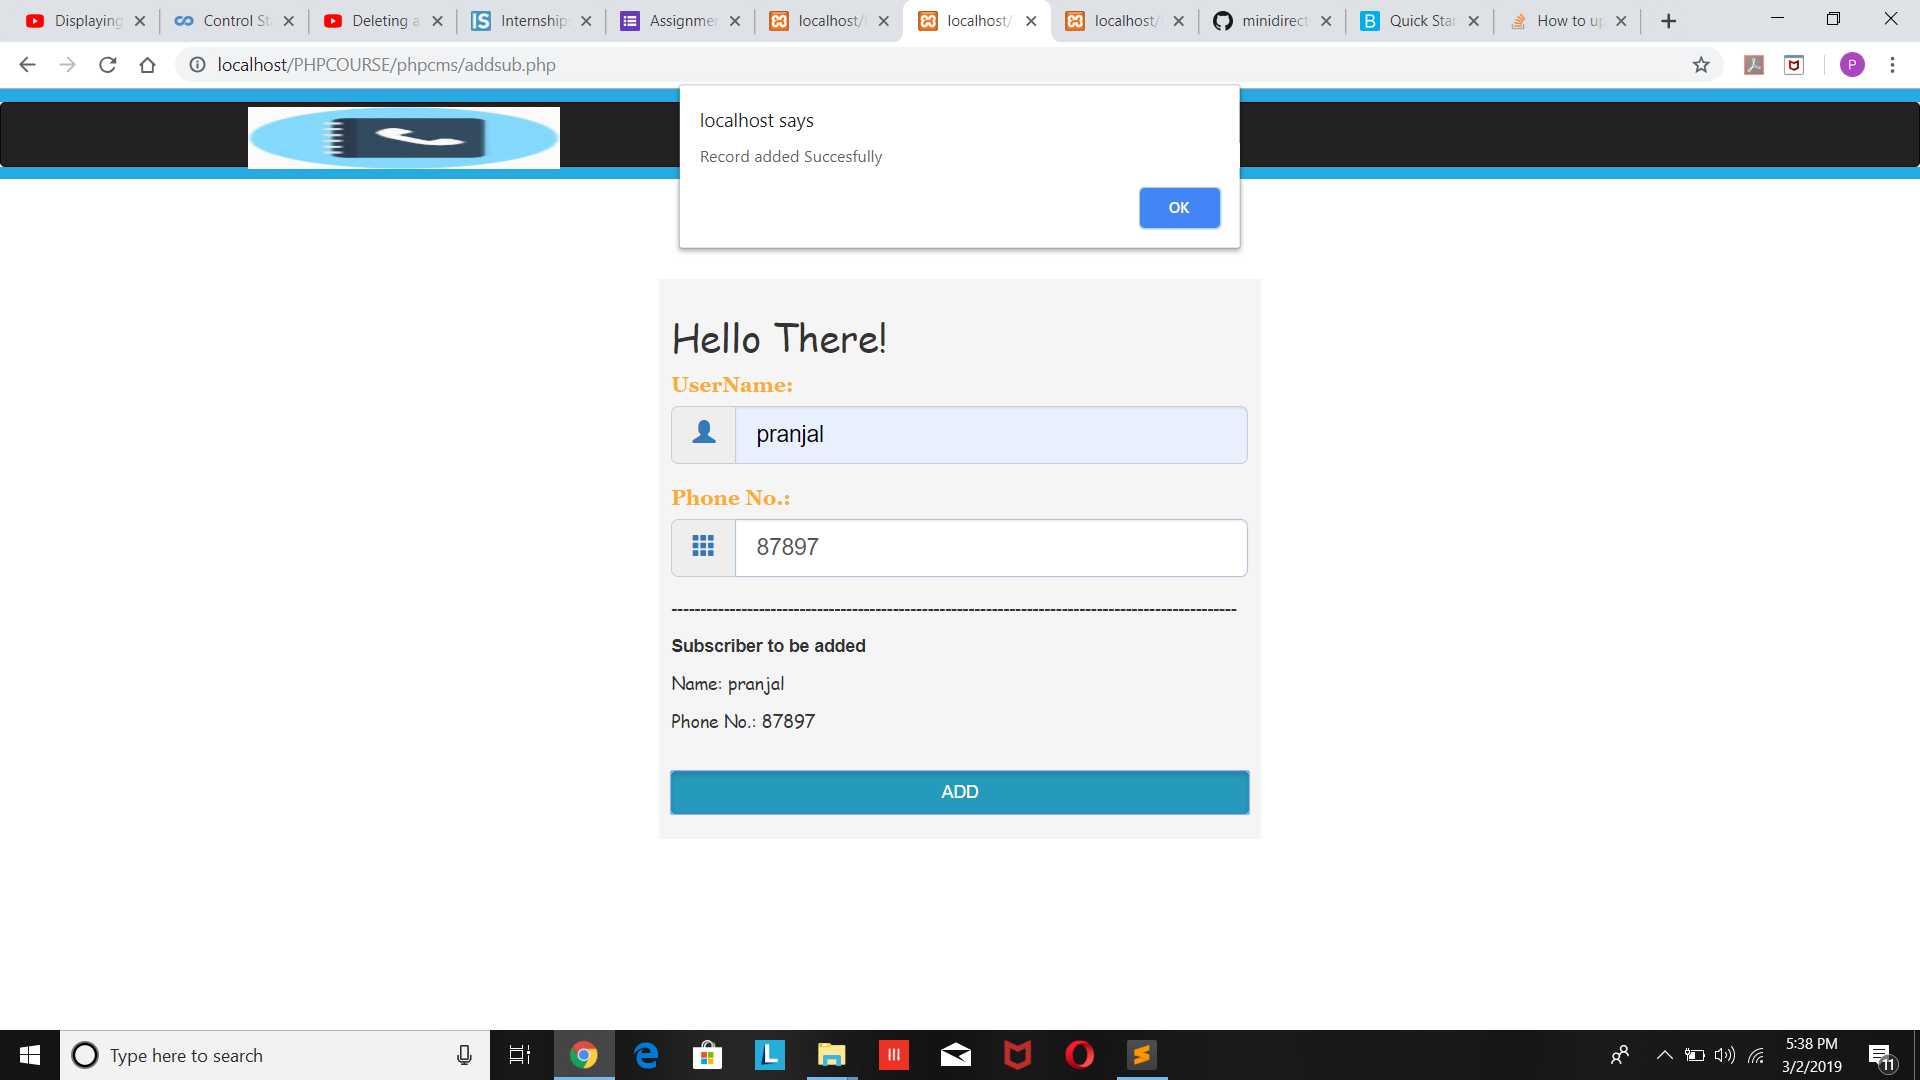 Displaying
Control St
Deleting a
Internship
Assignmen
localhost/
localhost/
localhost/
minidirect
Quick Star
How to up
localhost/PHPCOURSE/phpcms/addsub.php
P
localhost says
Record added Succesfully
OK
Hello There!
UserName:
pranjal
Phone No.:
87897
----------------------------------------------------------------------------------------------------
Subscriber to be added
Name: pranjal
Phone No.: 87897
ADD
Type here to search
5:38 PM
3/2/2019
11